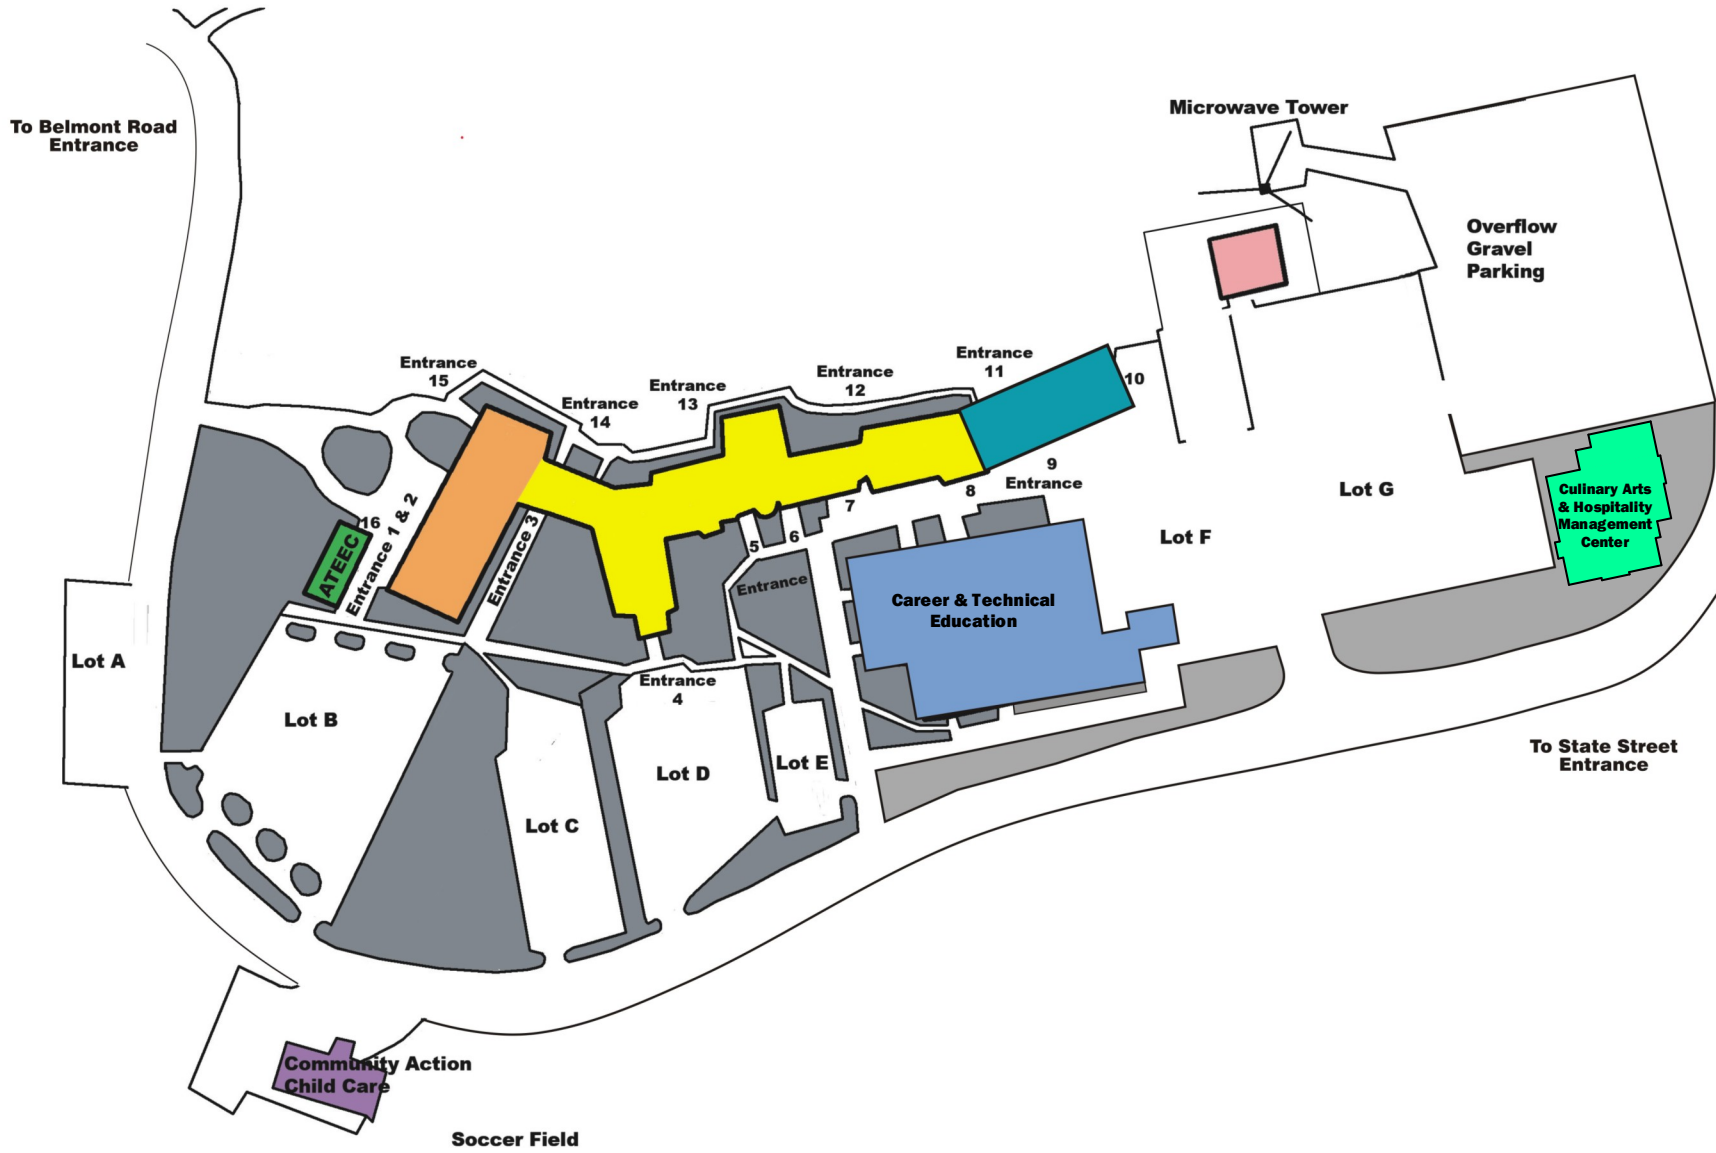 To Belmont Road
Entrance
Microwave Tower
Overflow
Gravel
Parking
Entrance
15
Entrance
14
Entrance
13
Entrance
12
Entrance
11
10
9
Entrance
8
7
6
5
Entrance
16
ATEEC
Entrance 1 & 2
Entrance 3
Entrance
4
Career & Technical
Education
Culinary Arts
& Hospitality
Management
Center
Lot A
Lot B
Lot C
Lot D
Lot E
Lot F
Lot G
To State Street
Entrance
Community Action
Child Care
Soccer Field